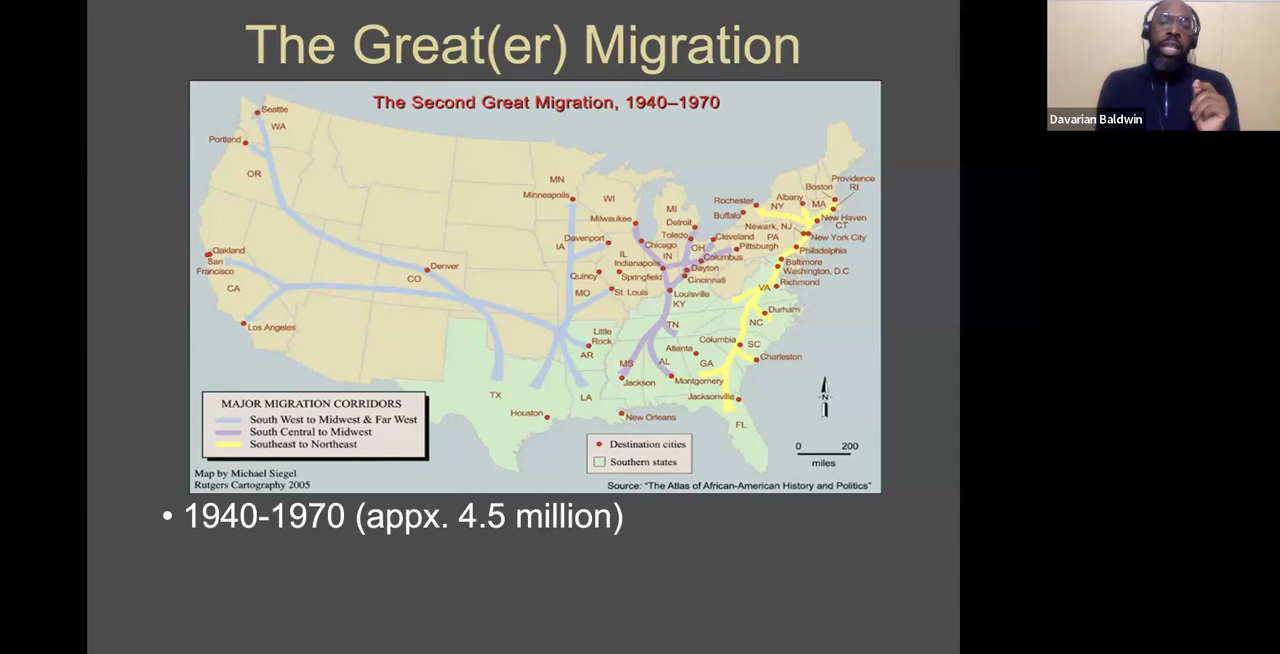 The Great(er) Migration
Davarian Baldwin
The Second Great Migration, 1940–1970
Seattle
WA
Portland
OR
Oakland
San
Francisco
CA
Los Angeles
Denver
CO
MN
Minneapolis
WI
Milwaukee
MI
Detroit
Davenport
IA
Chicago
Toledo
IL
IN
OH
Cleveland
Pittsburgh
Indianapolis
Columbus
Quincy
Springfield
Dayton
Cincinnati
MO
St. Louis
Louisville
KY
Rochester
Buffalo
NY
Albany
Boston
MA
Providence
RI
New Haven
CT
Newark, NJ
New York City
PA
Philadelphia
Baltimore
Washington, D.C.
Richmond
VA
Durham
NC
TN
Little
Rock
AR
Columbia
SC
Atlanta
GA
Charleston
MS
AL
Jackson
Montgomery
Jacksonville
TX
LA
Houston
New Orleans
FL
MAJOR MIGRATION CORRIDORS
South West to Midwest & Far West
South Central to Midwest
Southeast to Northeast
Destination cities
Southern states
N
0 200
miles
Map by Michael Siegel
Rutgers Cartography 2005
Source: "The Atlas of African-American History and Politics"
• 1940-1970 (appx. 4.5 million)